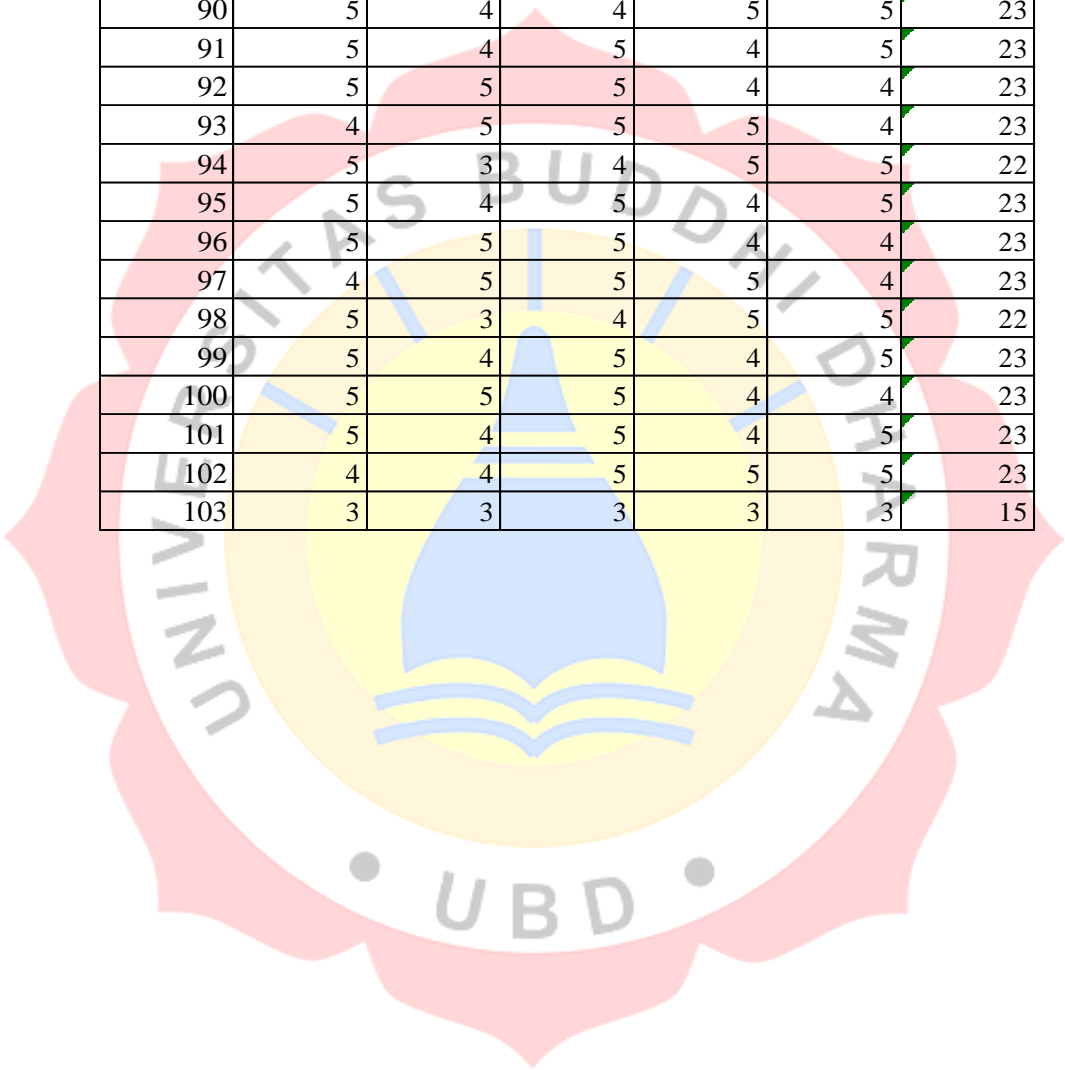 90 5 4 4 5 5 23
91 5 4 5 4 5 23
92 5 5 5 4 4 23
93 4 5 5 5 4 23
94 5 3 4 5 5 22
95 5 4 5 4 5 23
96 5 5 5 4 4 23
97 4 5 5 5 4 23
98 5 3 4 5 5 22
99 5 4 5 4 5 23
100 5 5 5 4 4 23
101 5 4 5 4 5 23
102 4 4 5 5 5 23
103 3 3 3 3 3 15
UNIVERSITAS BUDDHI DHARMA
• UBD •